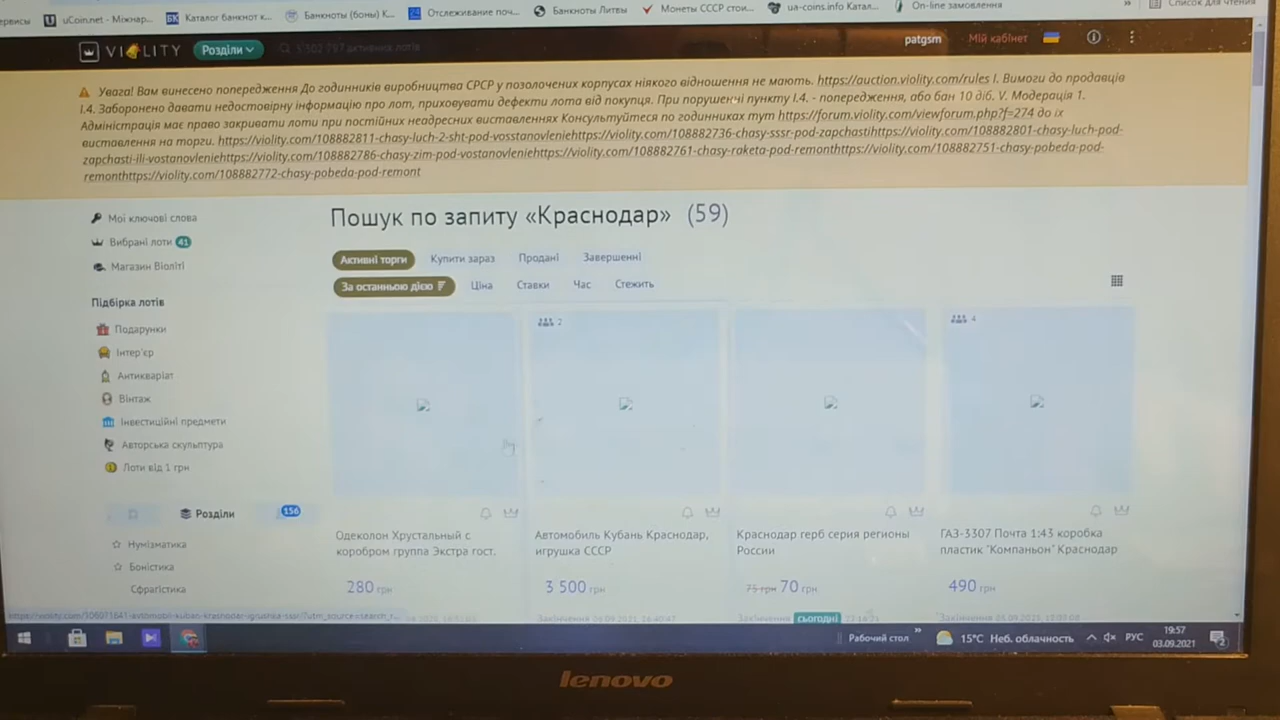 ервисы uCoin.net -Міжнар... Каталог банкнот к... Банкноты (боны) К... Отслеживание поч... Банкноты Литвы Монеты СССР стои... ua-coins.info Катал... On-line замовлення » Список для чтения
VIOLITY Розділи 5 302 797 активних лотів patgsm Мій кабінет
Увага! Вам винесено попередження До годинників виробництва СРСР у позолочених корпусах ніякого відношення не мають. https://auction.violity.com/rules I. Вимоги до продавців
I.4. Заборонено давати недостовірну інформацію про лот, приховувати дефекти лота від покупця. При порушенні пункту I.4. - попередження, або бан 10 діб. V. Модерація 1.
Адміністрація має право закривати лоти при постійних неадресних виставленнях Консультуйтеся по годинниках тут https://forum.violity.com/viewforum.php?f=274 до їх
виставлення на торги. https://violity.com/108882811-chasy-luch-2-sht-pod-vosstanovleniehttps://violity.com/108882736-chasy-sssr-pod-zapchastihttps://violity.com/108882801-chasy-luch-pod-
zapchasti-ili-vostanovleniehttps://violity.com/108882786-chasy-zim-pod-vostanovleniehttps://violity.com/108882761-chasy-raketa-pod-remonthttps://violity.com/108882751-chasy-pobeda-pod-
remonthttps://violity.com/108882772-chasy-pobeda-pod-remont
Мої ключові слова
Вибрані лоти 41
Магазин Віоліті
Підбірка лотів
Подарунки
Інтер'єр
Антикваріат
Вінтаж
Інвестиційні предмети
Авторська скульптура
Лоти від 1 грн
Розділи 156
Нумізматика
Боністика
Сфрагістика
Пошук по запиту «Краснодар» (59)
Активні торги Купити зараз Продані Завершенні
За останньою дією Ціна Ставки Час Стежить
2 4
Одеколон Хрустальный с
коробром группа Экстра гост.
280 грн
Автомобиль Кубань Краснодар,
игрушка СССР
3 500 грн
Краснодар герб серия регионы
России
75 грн 70 грн
сьогодні
ГАЗ-3307 Почта 1:43 коробка
пластик "Компаньон" Краснодар
490 грн
Рабочий стол » 15°C Неб. облачность РУС 19:57
03.09.2021 2
lenovo